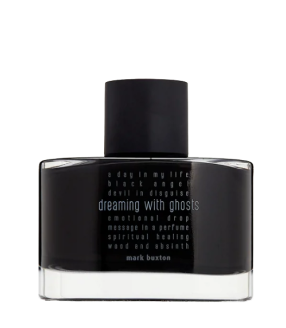 a day in my life
black angel
devil in disguise
dreaming with ghosts
emotional drop
message in a perfume
spiritual healing
wood and absinth
mark buxton